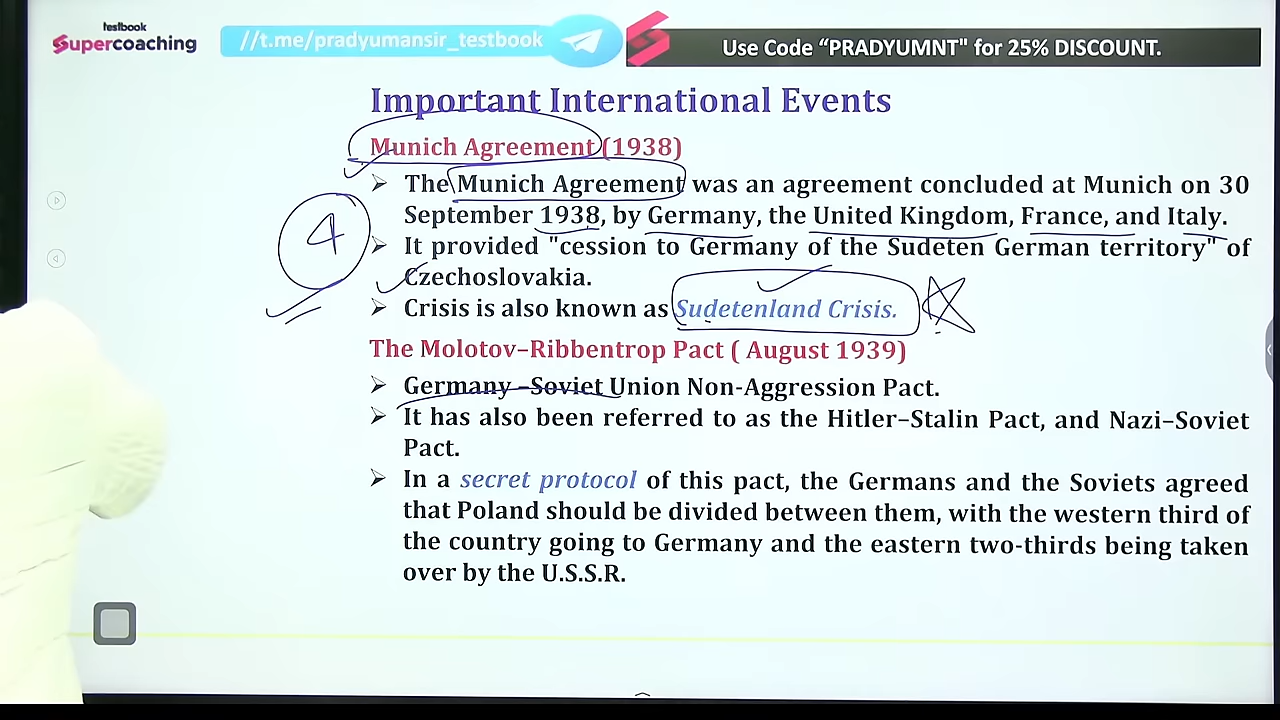 testbook
Supercoaching
//t.me/pradyumansir_testbook
Use Code “PRADYUMNT" for 25% DISCOUNT.
Important International Events
Munich Agreement (1938)
➤ The Munich Agreement was an agreement concluded at Munich on 30
September 1938, by Germany, the United Kingdom, France, and Italy.
4
➤ It provided "cession to Germany of the Sudeten German territory" of
Czechoslovakia.
➤ Crisis is also known as Sudetenland Crisis.
The Molotov–Ribbentrop Pact ( August 1939)
➤ Germany –Soviet Union Non-Aggression Pact.
➤ It has also been referred to as the Hitler–Stalin Pact, and Nazi–Soviet
Pact.
➤ In a secret protocol of this pact, the Germans and the Soviets agreed
that Poland should be divided between them, with the western third of
the country going to Germany and the eastern two-thirds being taken
over by the U.S.S.R.